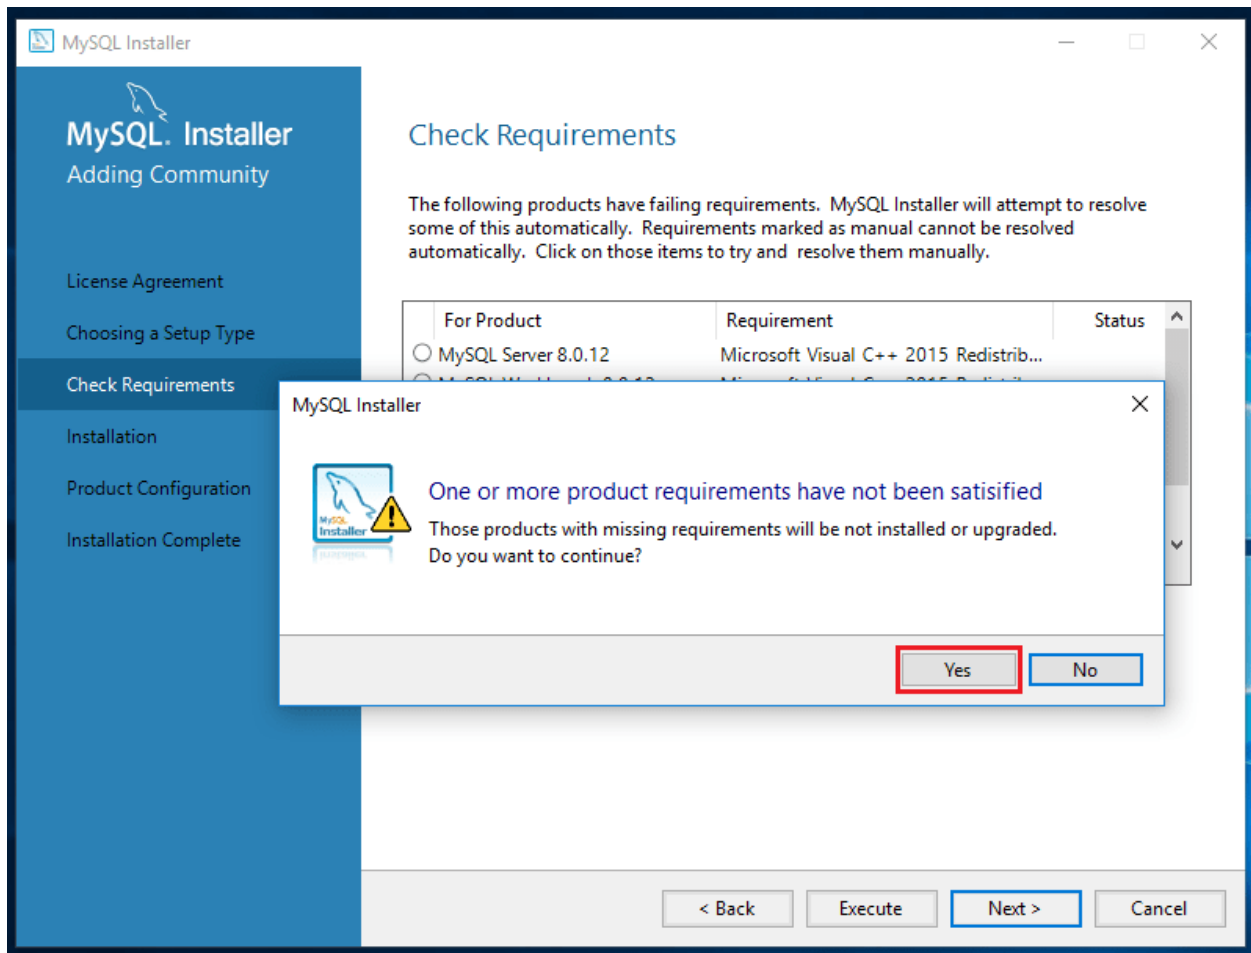 MySQL Installer
MySQL. Installer
Adding Community
License Agreement
Choosing a Setup Type
Check Requirements
Installation
Product Configuration
Installation Complete
Check Requirements
The following products have failing requirements. MySQL Installer will attempt to resolve
some of this automatically. Requirements marked as manual cannot be resolved
automatically. Click on those items to try and resolve them manually.
For Product Requirement Status
MySQL Server 8.0.12 Microsoft Visual C++ 2015 Redistrib...
MySQL Installer
MySQL
Installer
One or more product requirements have not been satisified
Those products with missing requirements will be not installed or upgraded.
Do you want to continue?
Yes No
< Back Execute Next > Cancel